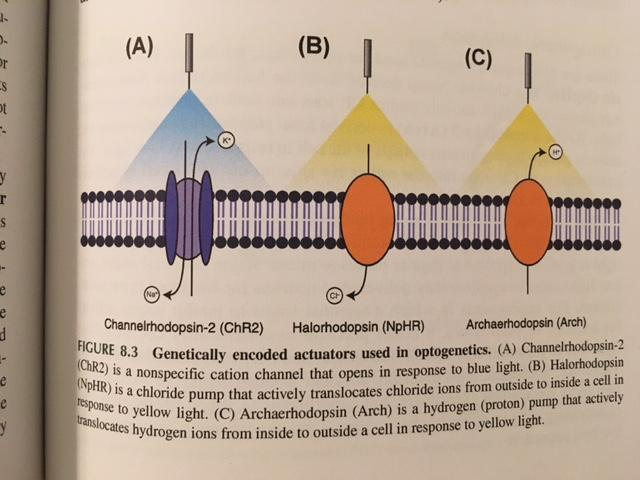 (A)
(B)
(C)
K+
H+
Na+
Cl-
Channelrhodopsin-2 (ChR2)
Halorhodopsin (NpHR)
Archaerhodopsin (Arch)
FIGURE 8.3 Genetically encoded actuators used in optogenetics. (A) Channelrhodopsin-2
(ChR2) is a nonspecific cation channel that opens in response to blue light. (B) Halorhodopsin
(NpHR) is a chloride pump that actively translocates chloride ions from outside to inside a cell in
response to yellow light. (C) Archaerhodopsin (Arch) is a hydrogen (proton) pump that actively
translocates hydrogen ions from inside to outside a cell in response to yellow light.